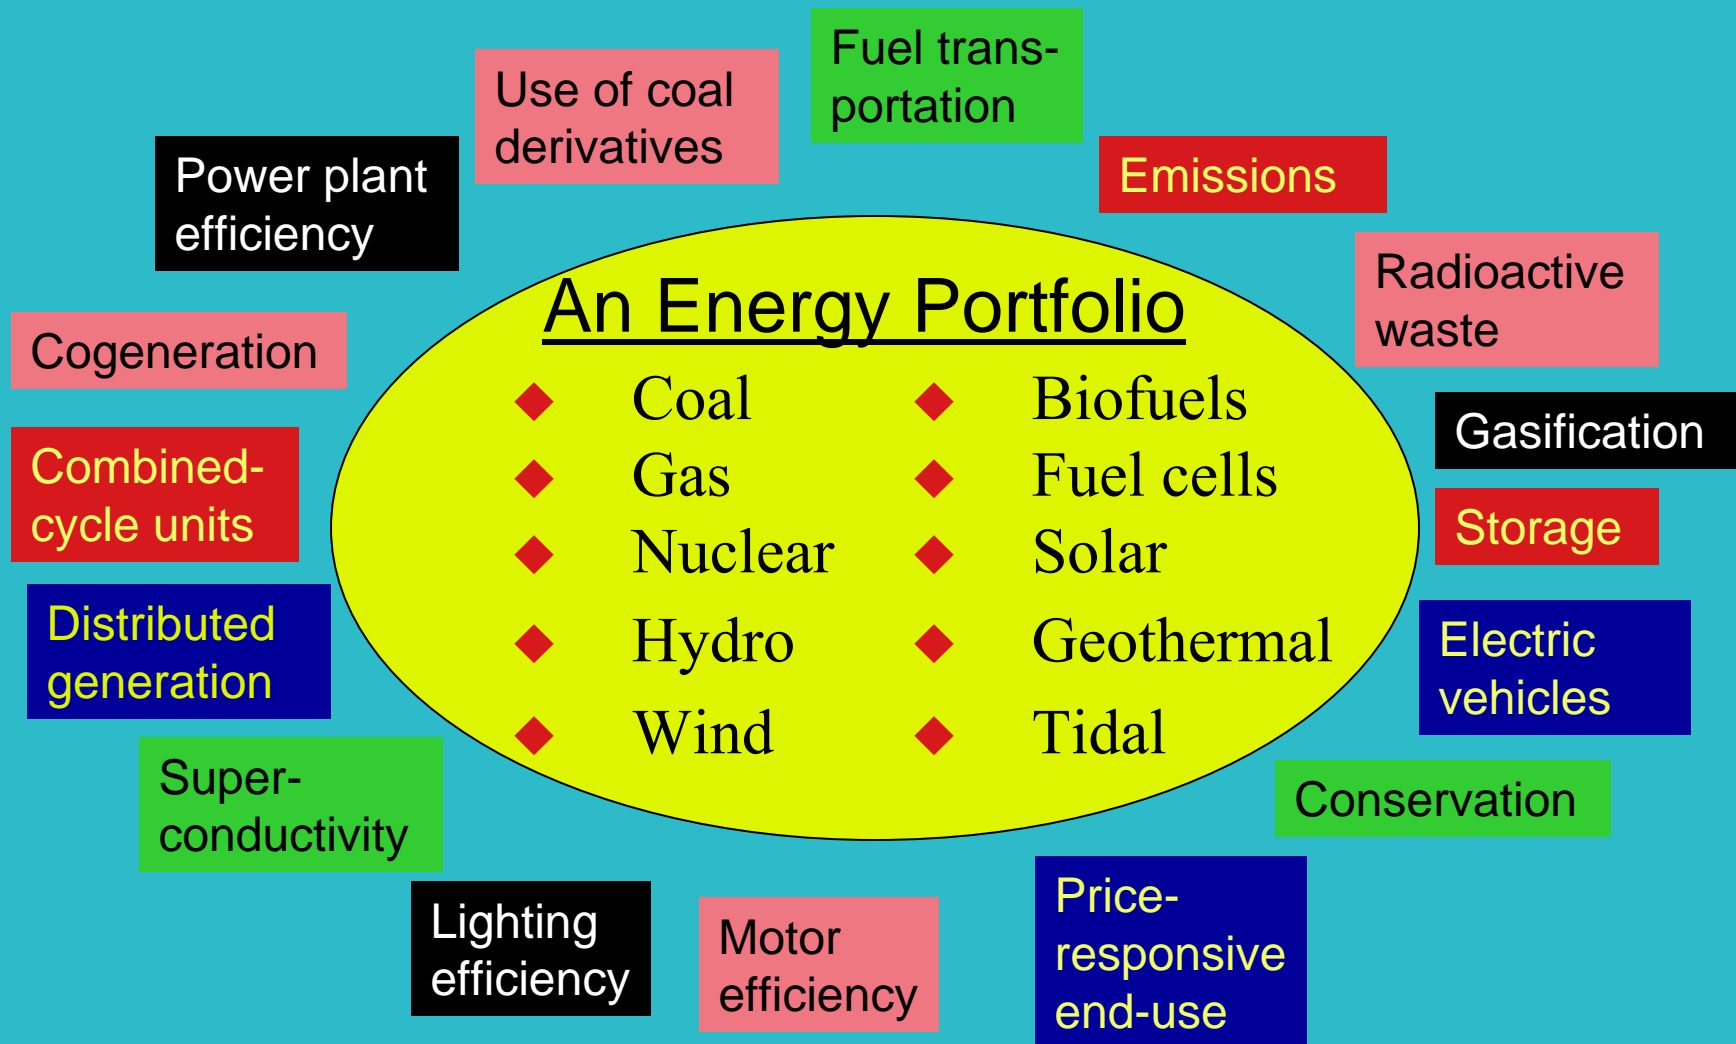 Fuel trans-
portation
Use of coal
derivatives
Power plant
efficiency
Emissions
Radioactive
waste
Cogeneration
Gasification
Combined-
cycle units
Storage
Distributed
generation
Electric
vehicles
Super-
conductivity
Conservation
Lighting
efficiency
Motor
efficiency
Price-
responsive
end-use
An Energy Portfolio
Coal
Gas
Nuclear
Hydro
Wind
Biofuels
Fuel cells
Solar
Geothermal
Tidal